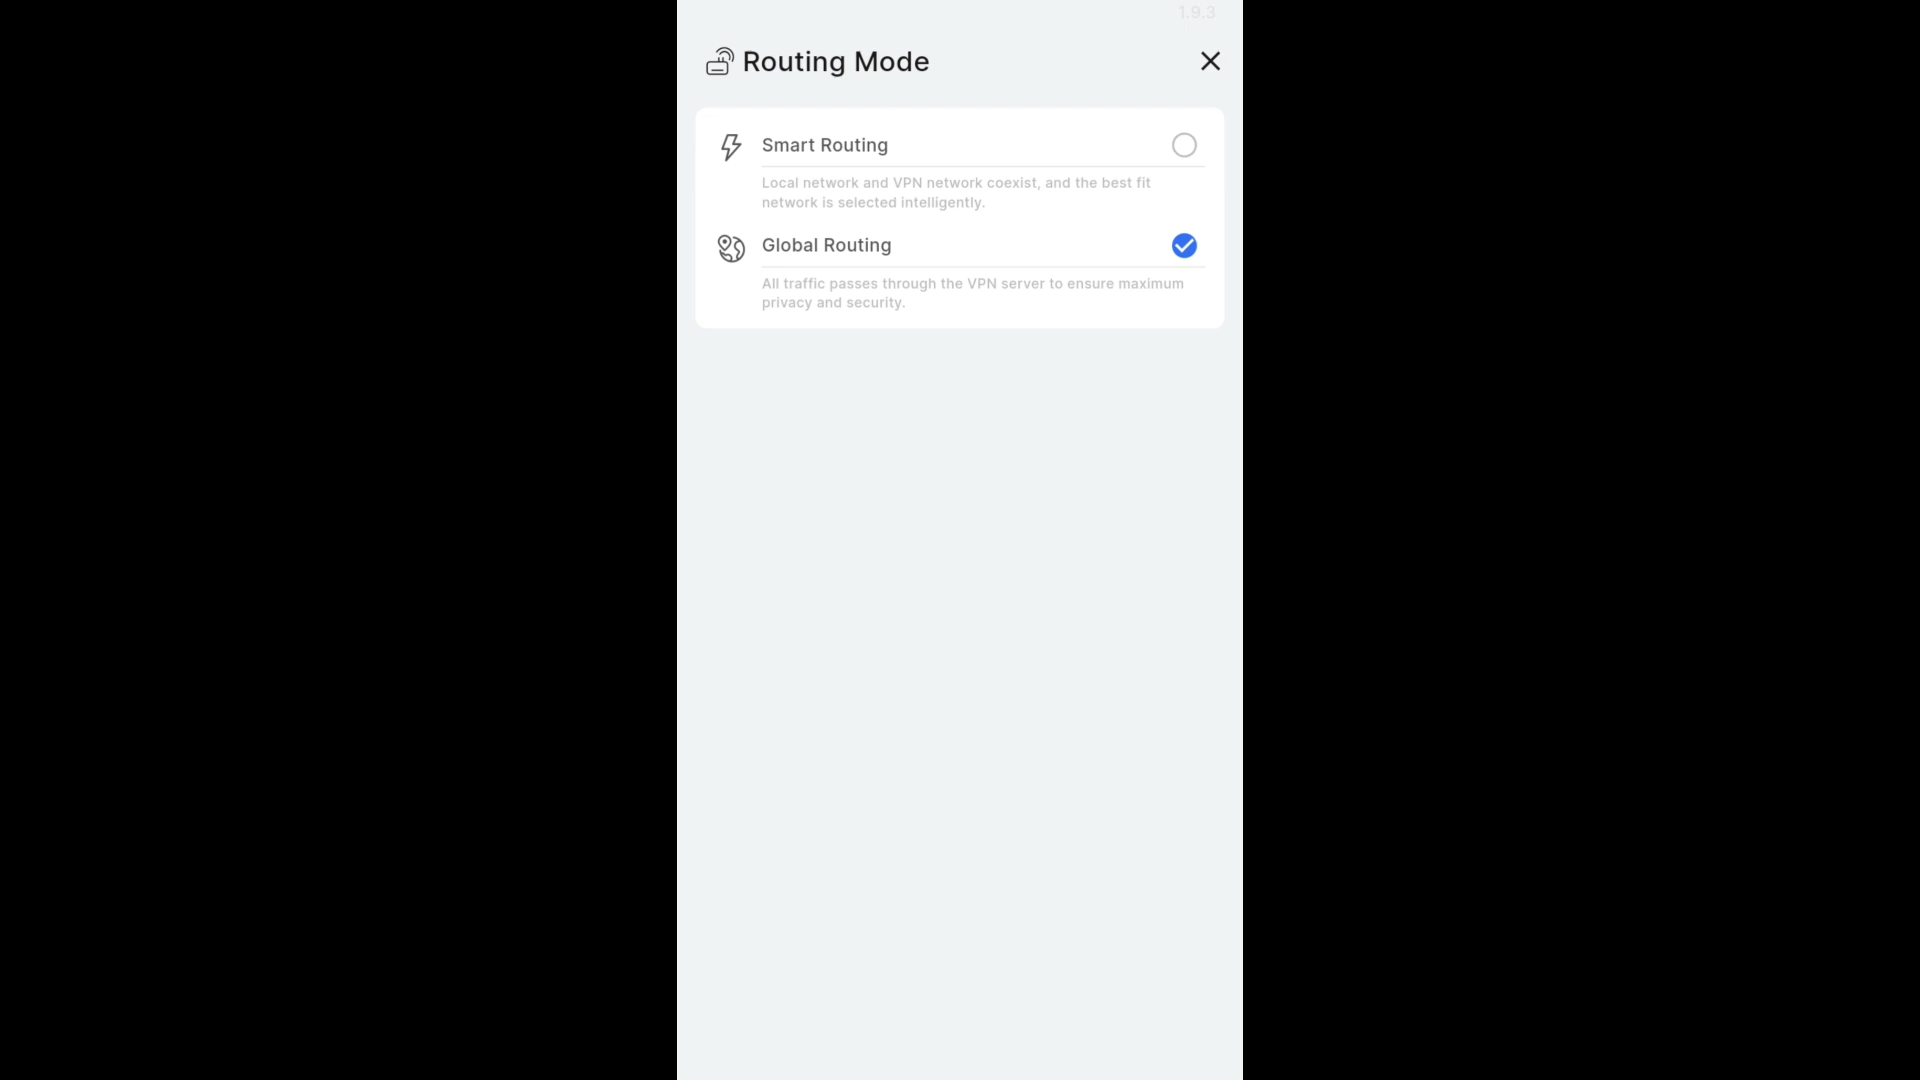 1.9.3
Routing Mode
Smart Routing
Local network and VPN network coexist, and the best fit
network is selected intelligently.
Global Routing
All traffic passes through the VPN server to ensure maximum
privacy and security.